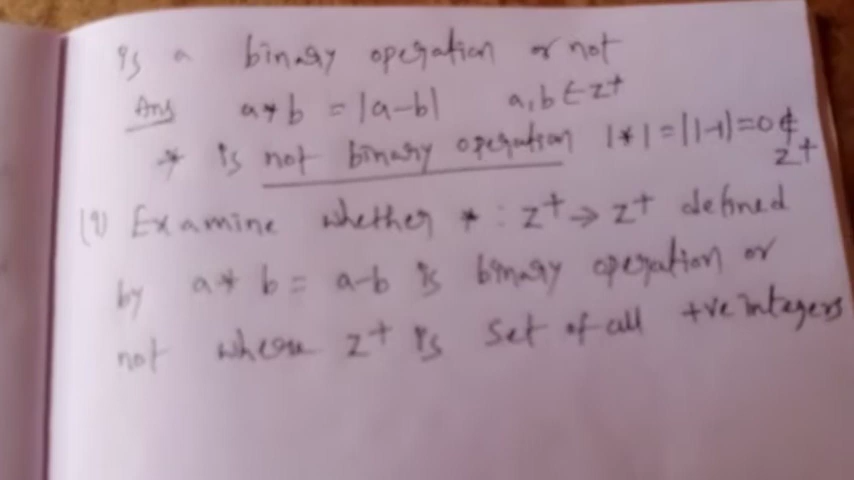 is a binary operation or not
Ans a * b = |a-b| a, b ∈ z+
* is not binary operation 1 * 1 = |1-1| = 0 ∉ z+
(9) Examine whether * : z+ → z+ defined
by a * b = a-b is binary operation or
not where z+ is set of all +ve integers